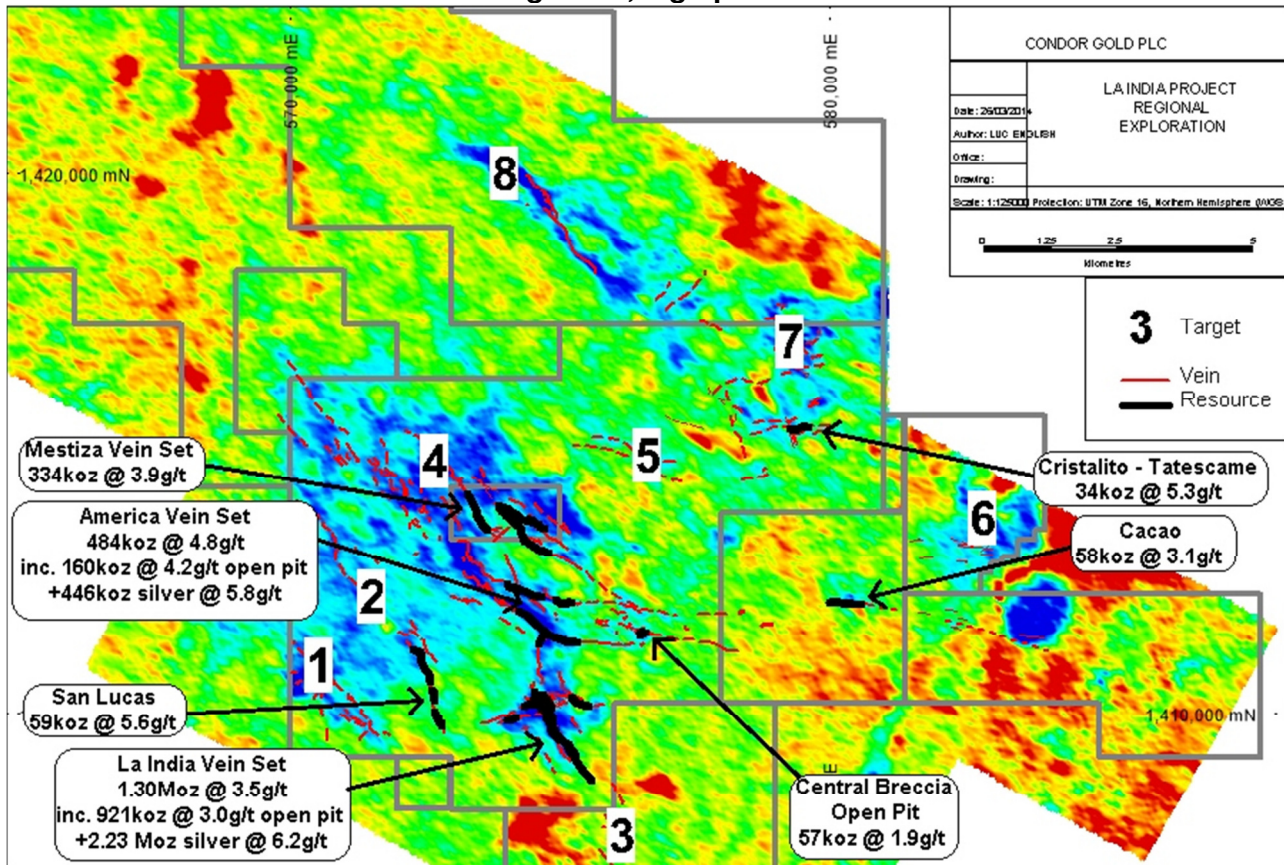 570,000 mE
580,000 mE
CONDOR GOLD PLC
LA INDIA PROJECT
REGIONAL
EXPLORATION
Date: 26/03/2014
Author: LUC ENGLISH
Office:
Drawing:
Scale: 1:125000 Projection: UTM Zone 16, Northern Hemisphere (WGS
0 1.25 2.5 5
kilometres
3 Target
Vein
Resource
1,420,000 mN
8
7
4
5
6
2
1
3
Mestiza Vein Set
334koz @ 3.9g/t
America Vein Set
484koz @ 4.8g/t
inc. 160koz @ 4.2g/t open pit
+446koz silver @ 5.8g/t
San Lucas
59koz @ 5.6g/t
La India Vein Set
1.30Moz @ 3.5g/t
inc. 921koz @ 3.0g/t open pit
+2.23 Moz silver @ 6.2g/t
Cristalito - Tatescame
34koz @ 5.3g/t
Cacao
58koz @ 3.1g/t
1,410,000 mN
Central Breccia
Open Pit
57koz @ 1.9g/t
E